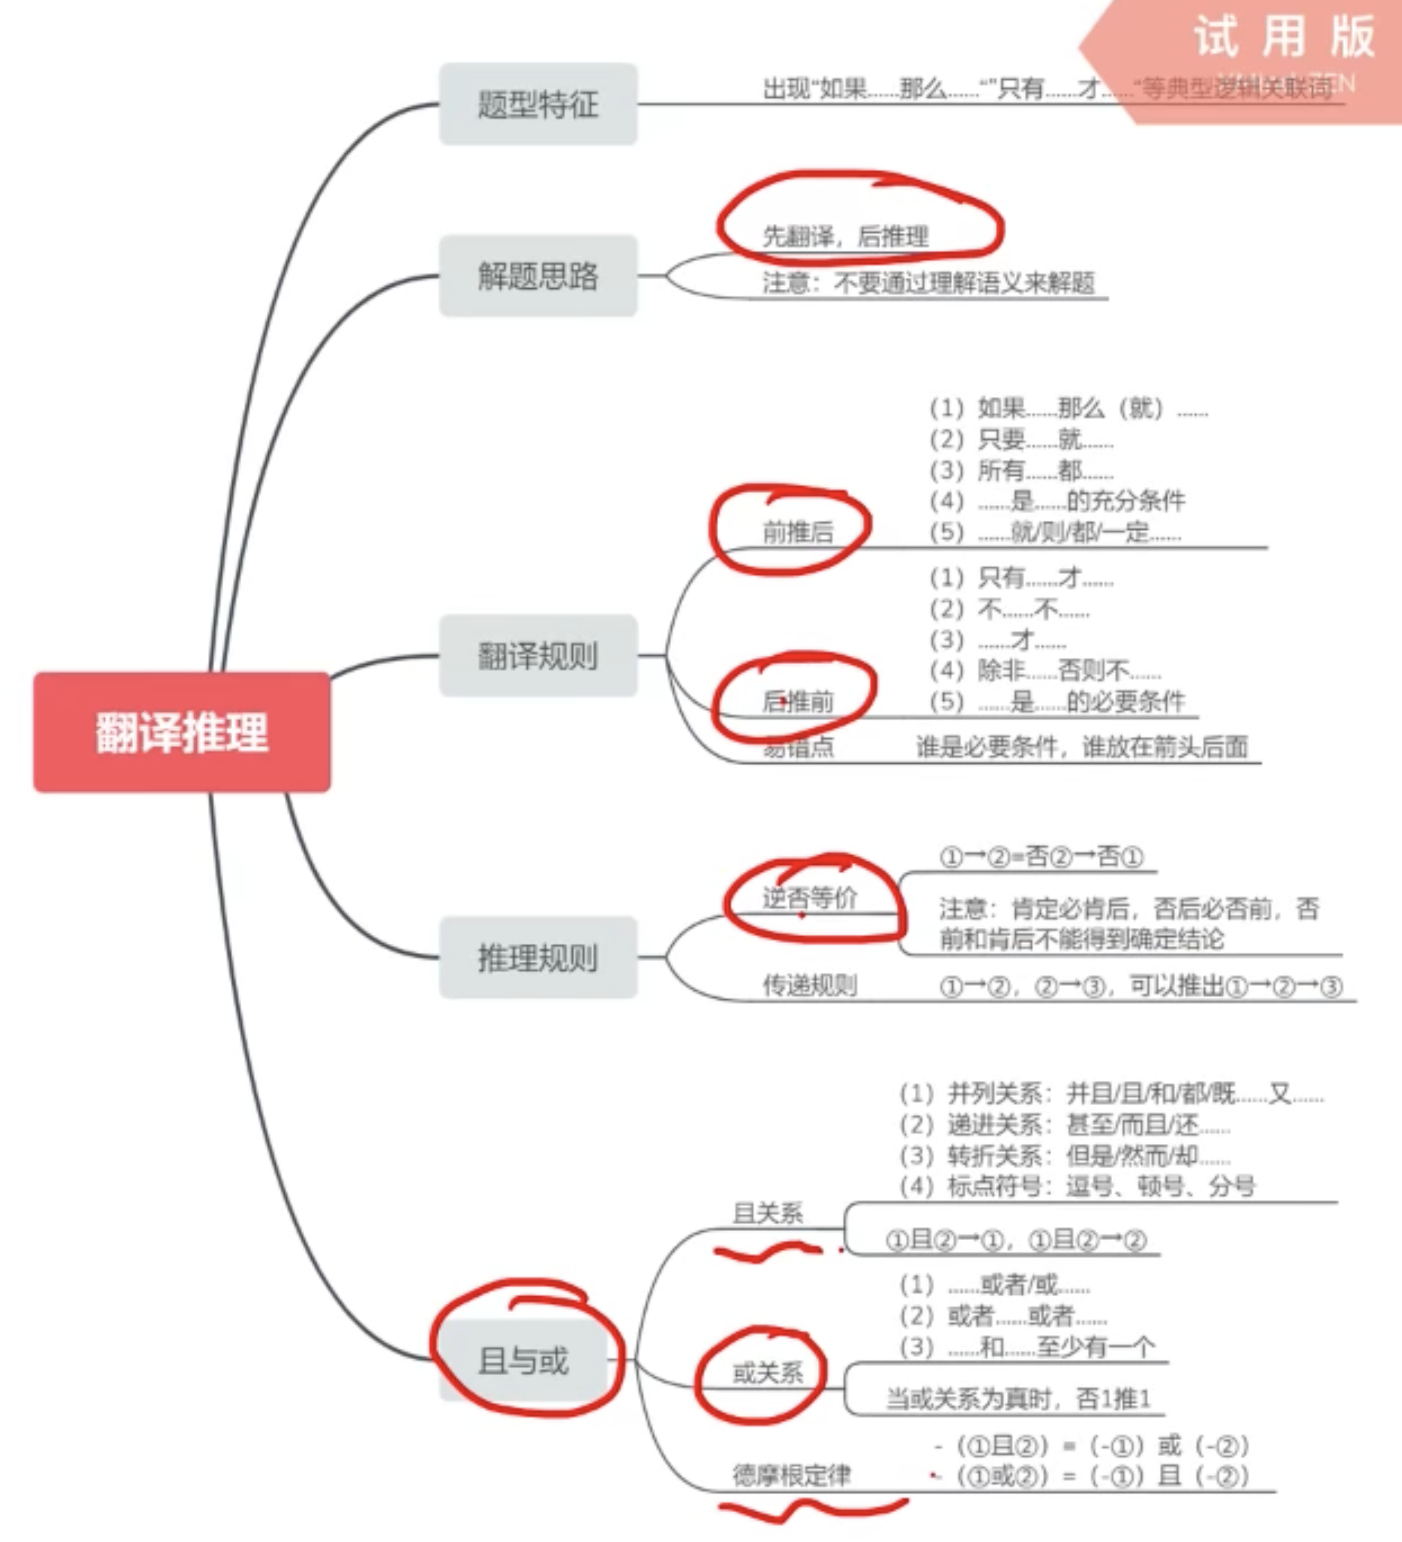 试用版
XMind ZEN
题型特征
出现“如果......那么......“”只有......才......“等典型逻辑关联词
解题思路
先翻译，后推理
注意：不要通过理解语义来解题
翻译推理
翻译规则
前推后
（1）如果......那么（就）......
（2）只要......就......
（3）所有......都......
（4）......是......的充分条件
（5）......就/则/都/一定......
后推前
（1）只有......才......
（2）不......不......
（3）......才......
（4）除非......否则不......
（5）......是......的必要条件
易错点
谁是必要条件，谁放在箭头后面
推理规则
逆否等价
①→②=否②→否①
注意：肯定必肯后，否后必否前，否
前和肯后不能得到确定结论
传递规则
①→②，②→③，可以推出①→②→③
且与或
且关系
（1）并列关系：并且/且/和/都/既......又......
（2）递进关系：甚至/而且/还......
（3）转折关系：但是/然而/却......
（4）标点符号：逗号、顿号、分号
①且②→①，①且②→②
或关系
（1）......或者/或......
（2）或者......或者......
（3）......和......至少有一个
当或关系为真时，否1推1
德摩根定律
-（①且②）=（-①）或（-②）
-（①或②）=（-①）且（-②）